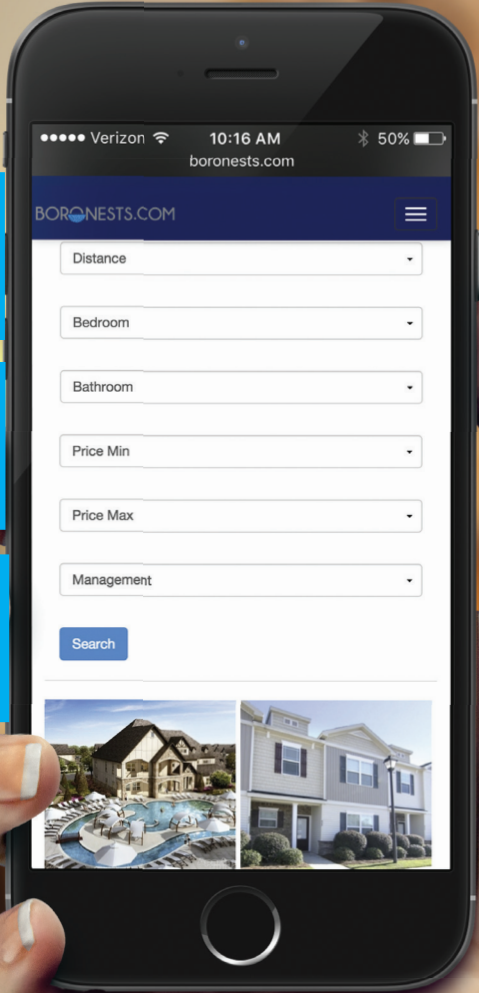 Verizon 10:16 AM 50%
boronests.com
BORONESTS.COM
Distance
Bedroom
Bathroom
Price Min
Price Max
Management
Search